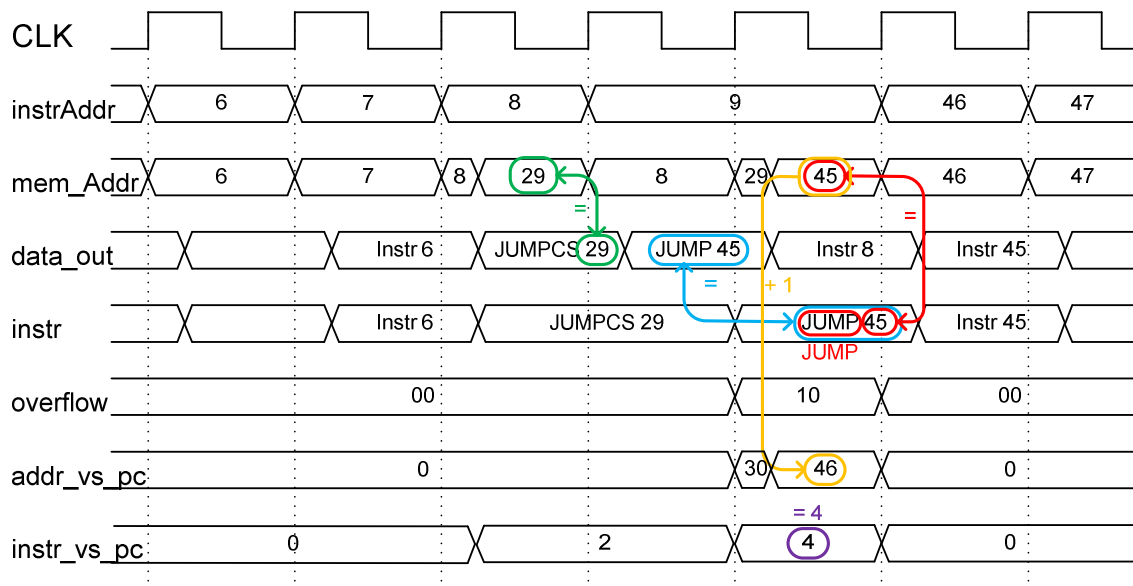 CLK
instrAddr 6 7 8 9 46 47
mem_Addr 6 7 8 29 8 29 45 46 47
= =
data_out Instr 6 JUMPCS 29 JUMP 45 Instr 8 Instr 45
= + 1
instr Instr 6 JUMPCS 29 JUMP 45 Instr 45
JUMP
overflow 00 10 00
addr_vs_pc 0 30 46 0
= 4
instr_vs_pc 0 2 4 0